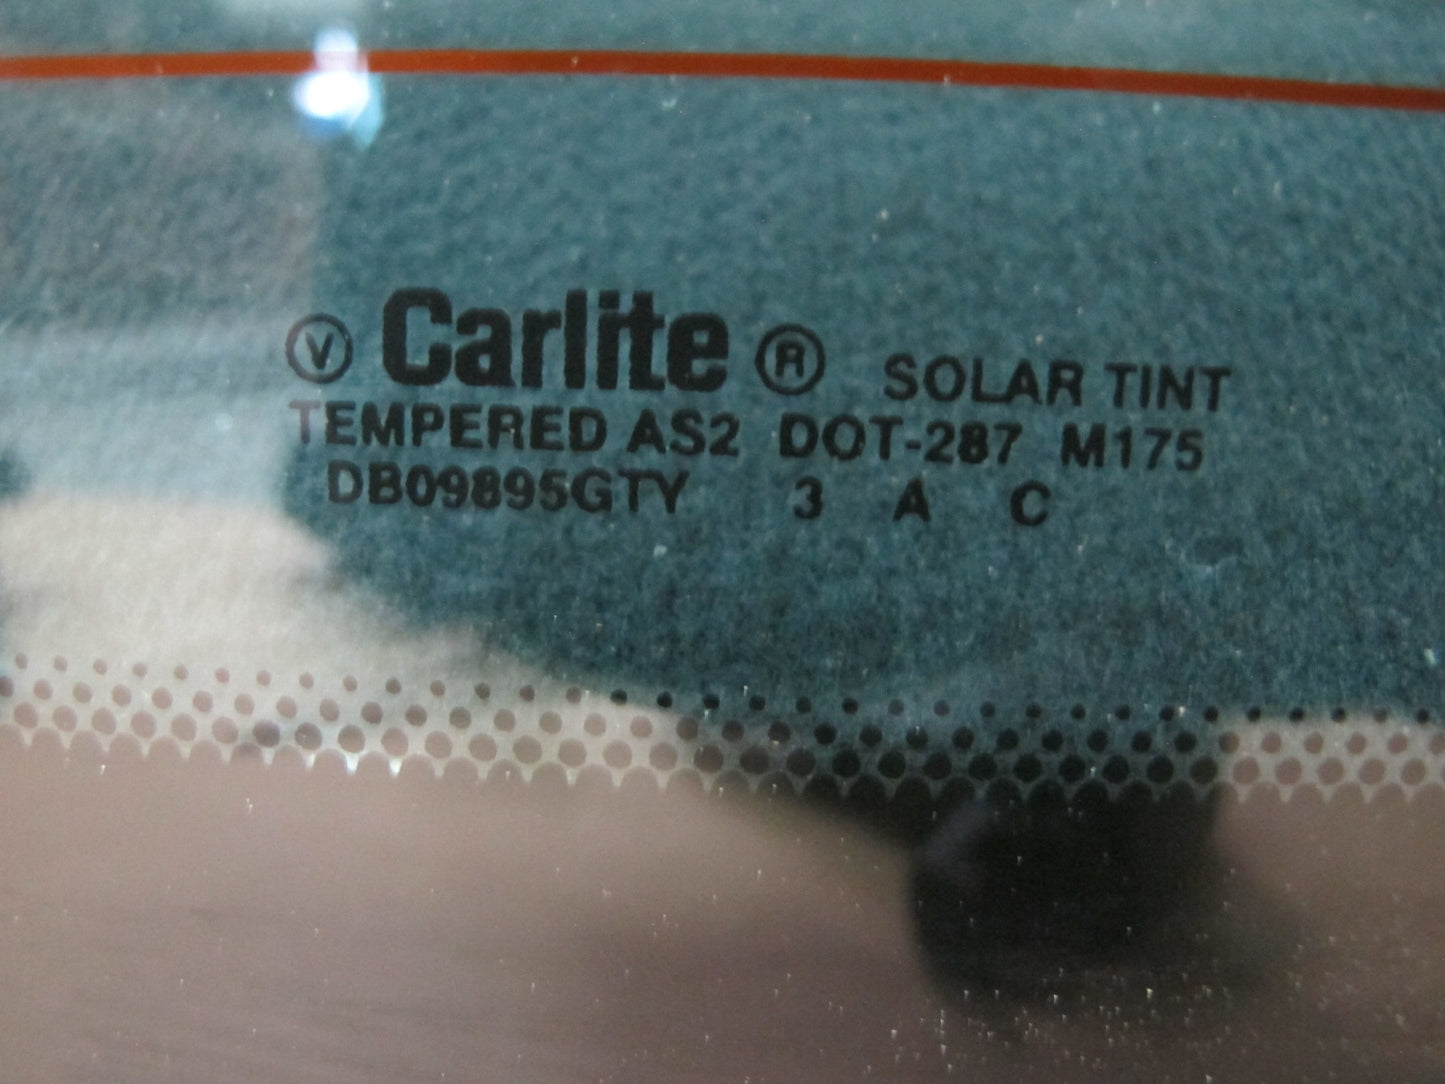 Ⓥ Carlite ® SOLAR TINT
TEMPERED AS2 DOT-287 M175
DB09895GTY 3 A C